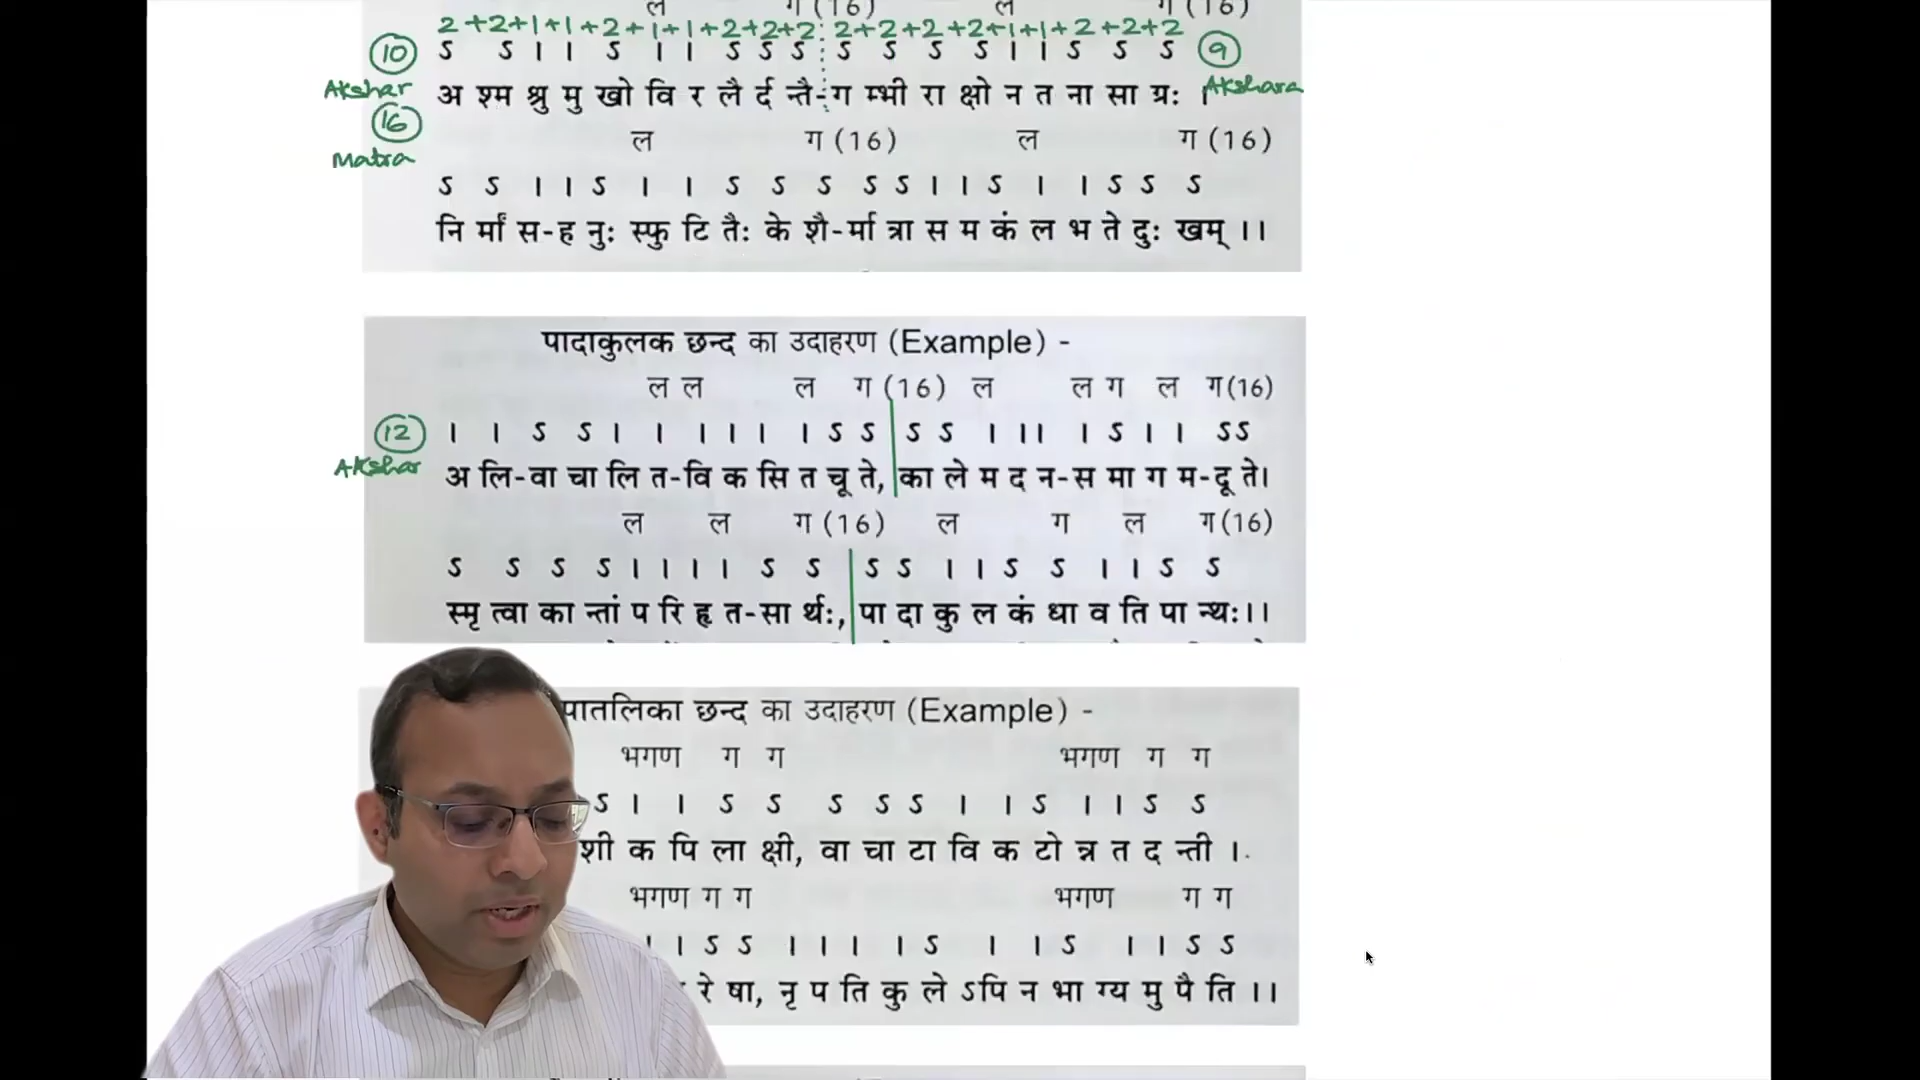 ल ग (16) ल ग (16)
2+2+1+1+2+1+1+2+2+2 2+2+2+2+1+1+2+2+2
10 ऽ ऽ । । ऽ । । ऽ ऽ ऽ ऽ ऽ ऽ ऽ । । ऽ ऽ ऽ 9
Akshar अ श्म श्रु मु खो वि र लै र्द न्तै-ग म्भी रा क्षो न त ना सा ग्रः । Akshara
16 ल ग (16) ल ग (16)
Matra
ऽ ऽ । । ऽ । । ऽ ऽ ऽ ऽ ऽ । । ऽ । । ऽ ऽ ऽ
नि र्मां स-ह नुः स्फु टि तैः के शै-र्मा त्रा स म कं ल भ ते दुः खम् ।।
पादाकुलक छन्द का उदाहरण (Example) -
ल ल ल ग (16) ल ल ग ल ग(16)
12 । । ऽ ऽ । । । । । । ऽ ऽ ऽ ऽ । । । । ऽ । । ऽऽ
Akshar अ लि-वा चा लि त-वि क सि त चू ते, का ले म द न-स मा ग म-दू ते।
ल ल ग (16) ल ग ल ग(16)
ऽ ऽ ऽ ऽ । । । । ऽ ऽ ऽ ऽ । । ऽ ऽ । । ऽ ऽ
स्मृ त्वा का न्तां प रि हृ त-सा र्थः, पा दा कु ल कं धा व ति पा न्थः।।
पातलिका छन्द का उदाहरण (Example) -
भगण ग ग भगण ग ग
ऽ । । ऽ ऽ ऽ ऽ ऽ । । ऽ । । ऽ ऽ
शी क पि ला क्षी, वा चा टा वि क टो न्न त द न्ती ।
भगण ग ग भगण ग ग
। । ऽ ऽ । । । । ऽ । । ऽ । । ऽ ऽ
रे षा, नृ प ति कु ले ऽपि न भा ग्य मु पै ति ।।